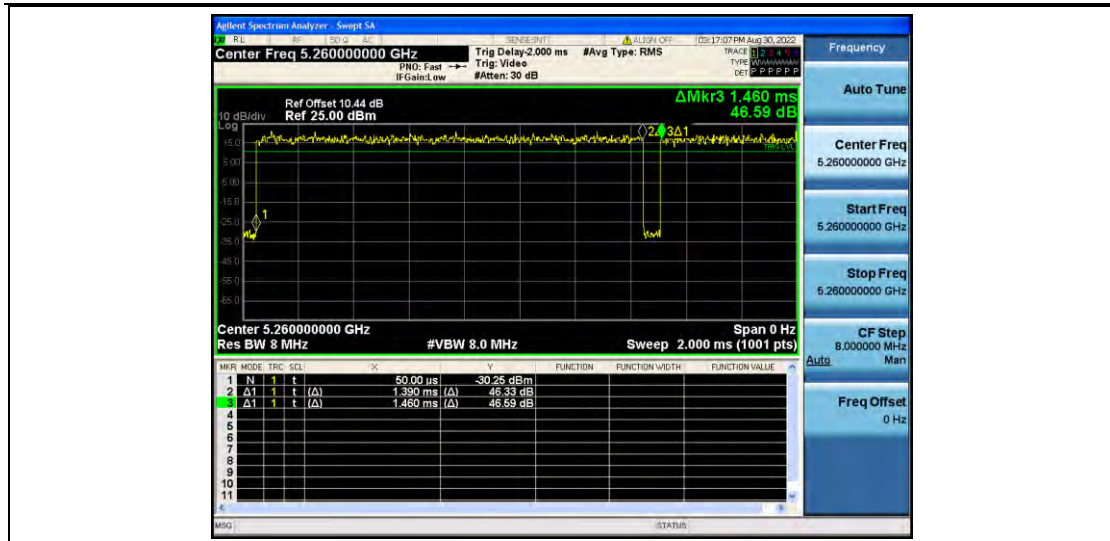 Agilent Spectrum Analyzer - Swept SA
RL RF 50 Ω AC SENSE:INT ALIGN OFF 03:17:07 PM Aug 30, 2022
Center Freq 5.260000000 GHz
Trig Delay-2.000 ms #Avg Type: RMS
TRACE 1 2 3 4 5 6
PNO: Fast Trig: Video
TYPE
IFGain:Low #Atten: 30 dB
DET P P P P P P
ΔMkr3 1.460 ms
46.59 dB
Ref Offset 10.44 dB
10 dB/div Ref 25.00 dBm
Log
15.0
5.00
-5.00
-15.0
-25.0
-35.0
-45.0
-55.0
-65.0
1
2Δ 3Δ1
TRIG LVL
Center 5.260000000 GHz Span 0 Hz
Res BW 8 MHz #VBW 8.0 MHz Sweep 2.000 ms (1001 pts)
MKR MODE TRC SCL X Y FUNCTION FUNCTION WIDTH FUNCTION VALUE
1 N 1 t 50.00 µs -30.25 dBm
2 Δ1 1 t (Δ) 1.390 ms (Δ) 46.33 dB
3 Δ1 1 t (Δ) 1.460 ms (Δ) 46.59 dB
4
5
6
7
8
9
10
11
MSG STATUS
Frequency
Auto Tune
Center Freq
5.260000000 GHz
Start Freq
5.260000000 GHz
Stop Freq
5.260000000 GHz
CF Step
8.000000 MHz
Auto Man
Freq Offset
0 Hz